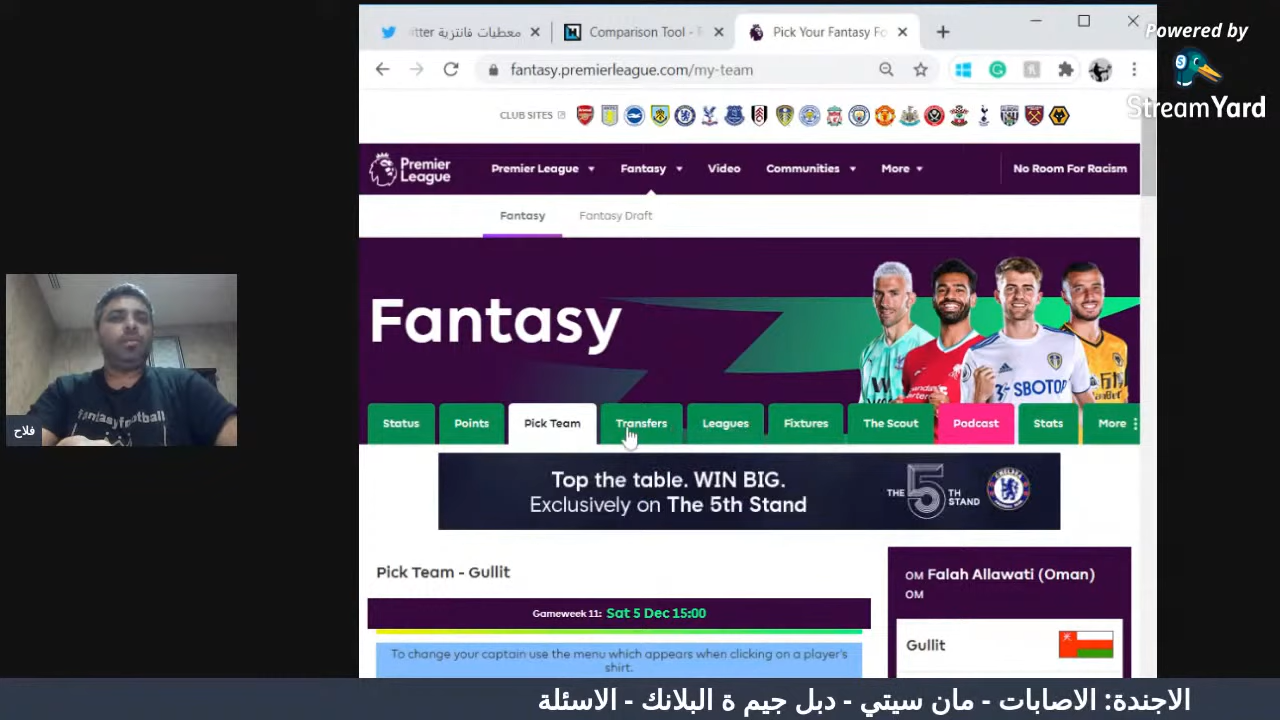 معطيات فانتزية itter
Comparison Tool -
Pick Your Fantasy Fo
Powered by
StreamYard
fantasy.premierleague.com/my-team
CLUB SITES
Premier League
Premier League
Fantasy
Video
Communities
More
No Room For Racism
Fantasy
Fantasy Draft
Fantasy
SBOTOP
fantasyfootball
فلاح
Status
Points
Pick Team
Transfers
Leagues
Fixtures
The Scout
Podcast
Stats
More
Top the table. WIN BIG.
Exclusively on The 5th Stand
THE 5TH STAND
Pick Team - Gullit
Gameweek 11: Sat 5 Dec 15:00
To change your captain use the menu which appears when clicking on a player's
shirt.
OM Falah Allawati (Oman)
OM
Gullit
الاجندة: الاصابات - مان سيتي - دبل جيم ة البلانك - الاسئلة